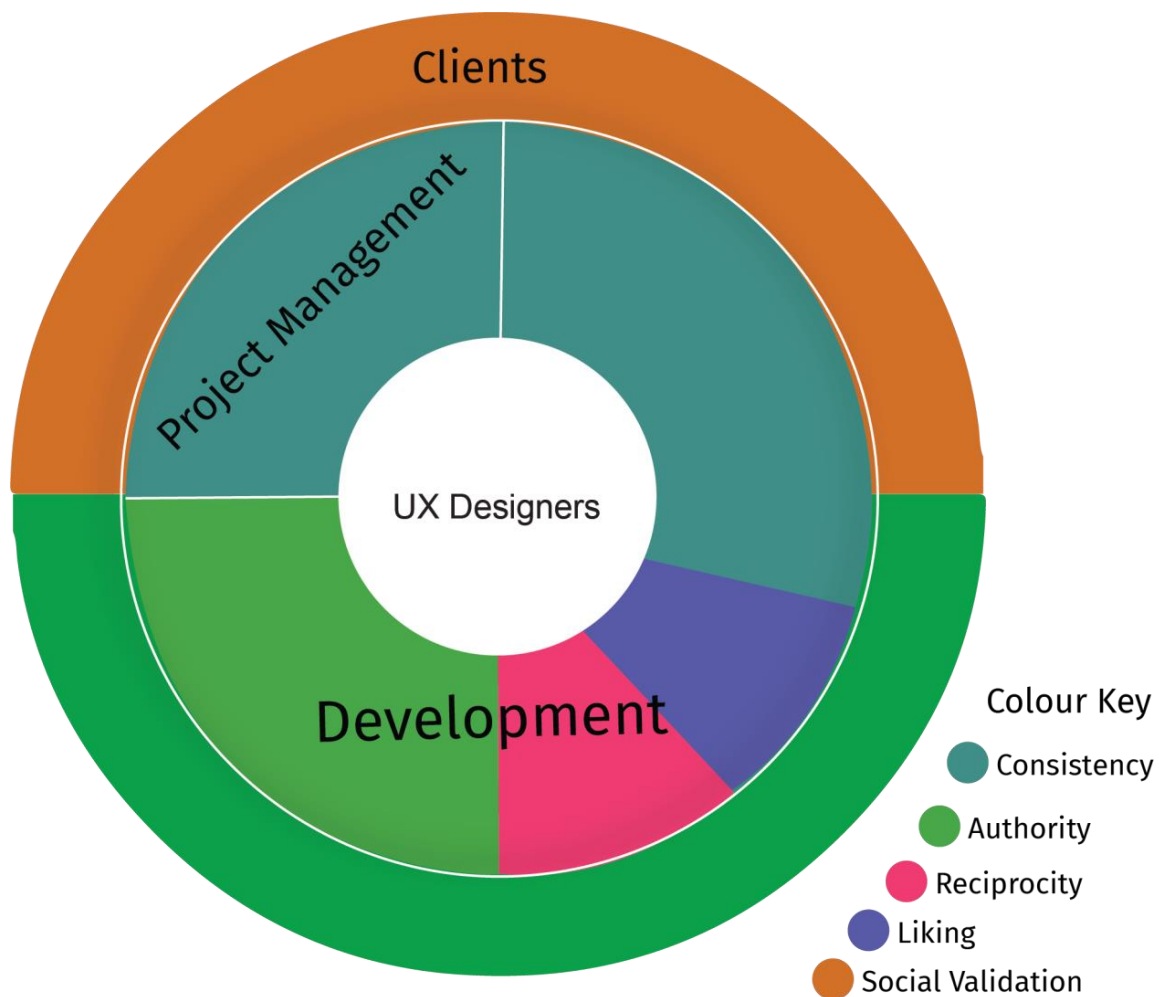 Clients
Project Management
UX Designers
Development
Colour Key
Consistency
Authority
Reciprocity
Liking
Social Validation